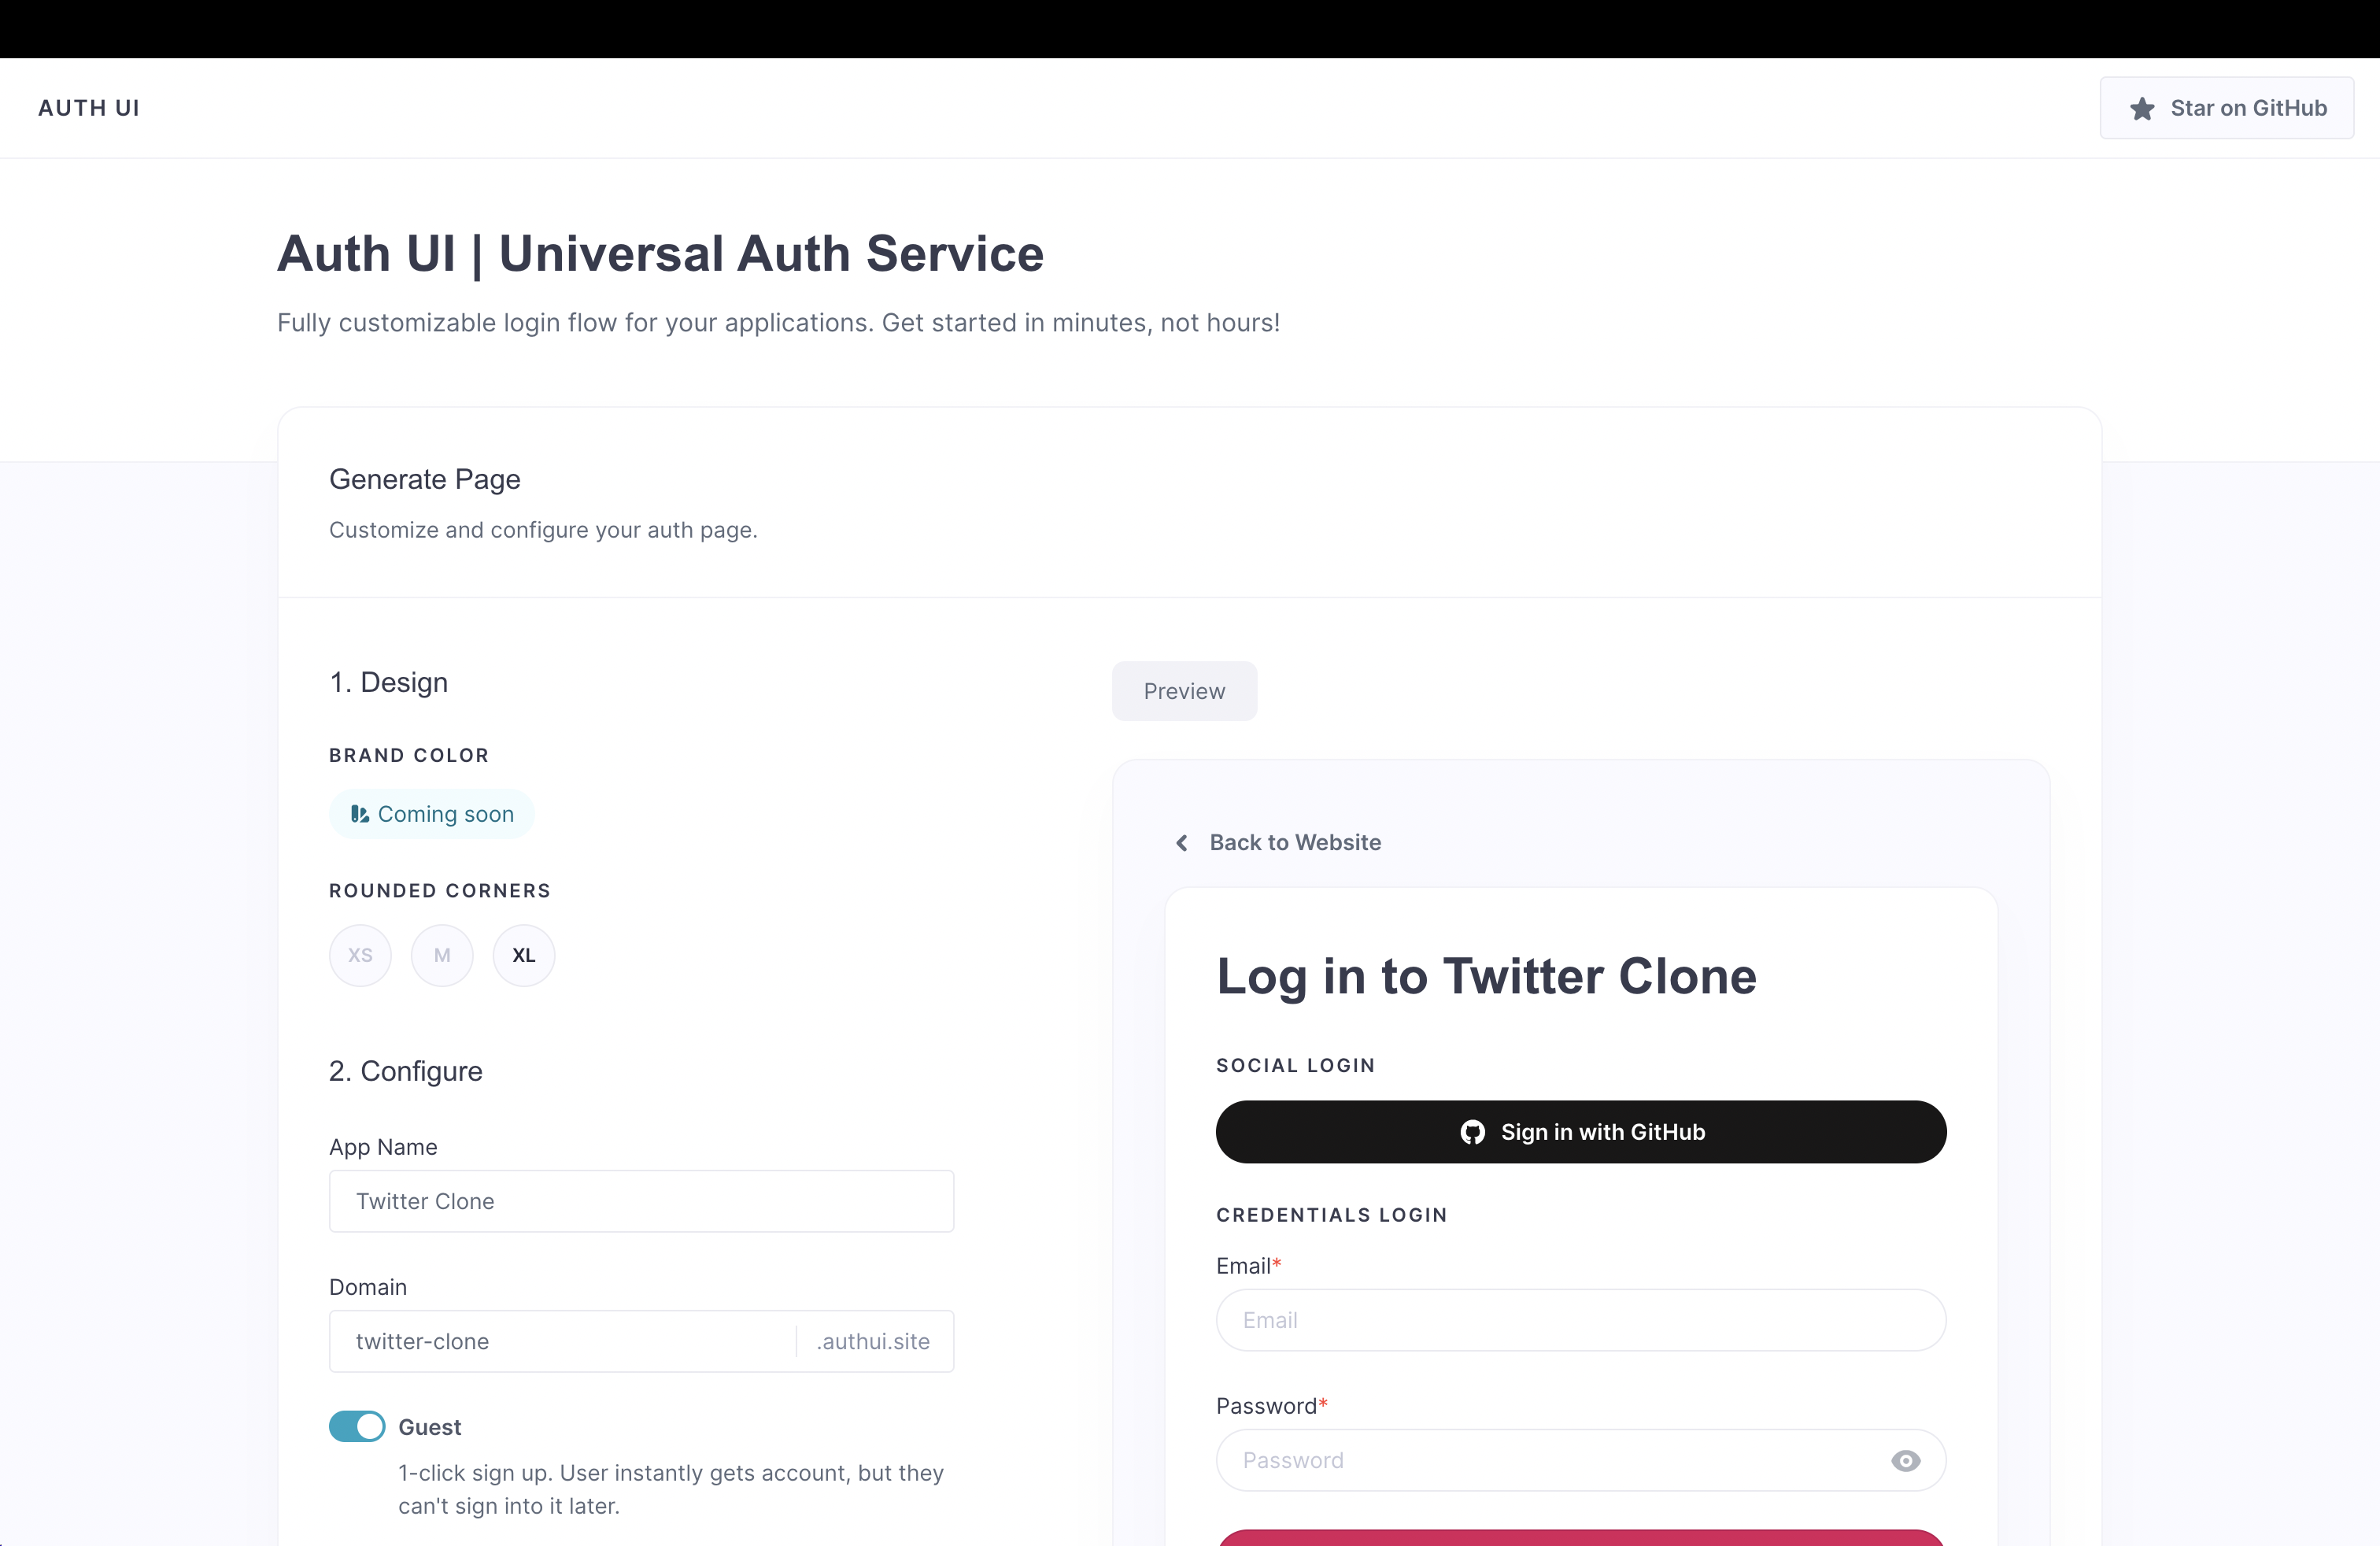 AUTH UI
Star on GitHub
Auth UI | Universal Auth Service
Fully customizable login flow for your applications. Get started in minutes, not hours!
Generate Page
Customize and configure your auth page.
1. Design
BRAND COLOR
Coming soon
ROUNDED CORNERS
XS M XL
2. Configure
App Name
Twitter Clone
Domain
twitter-clone .authui.site
Guest
1-click sign up. User instantly gets account, but they
can't sign into it later.
Preview
Back to Website
Log in to Twitter Clone
SOCIAL LOGIN
Sign in with GitHub
CREDENTIALS LOGIN
Email*
Email
Password*
Password